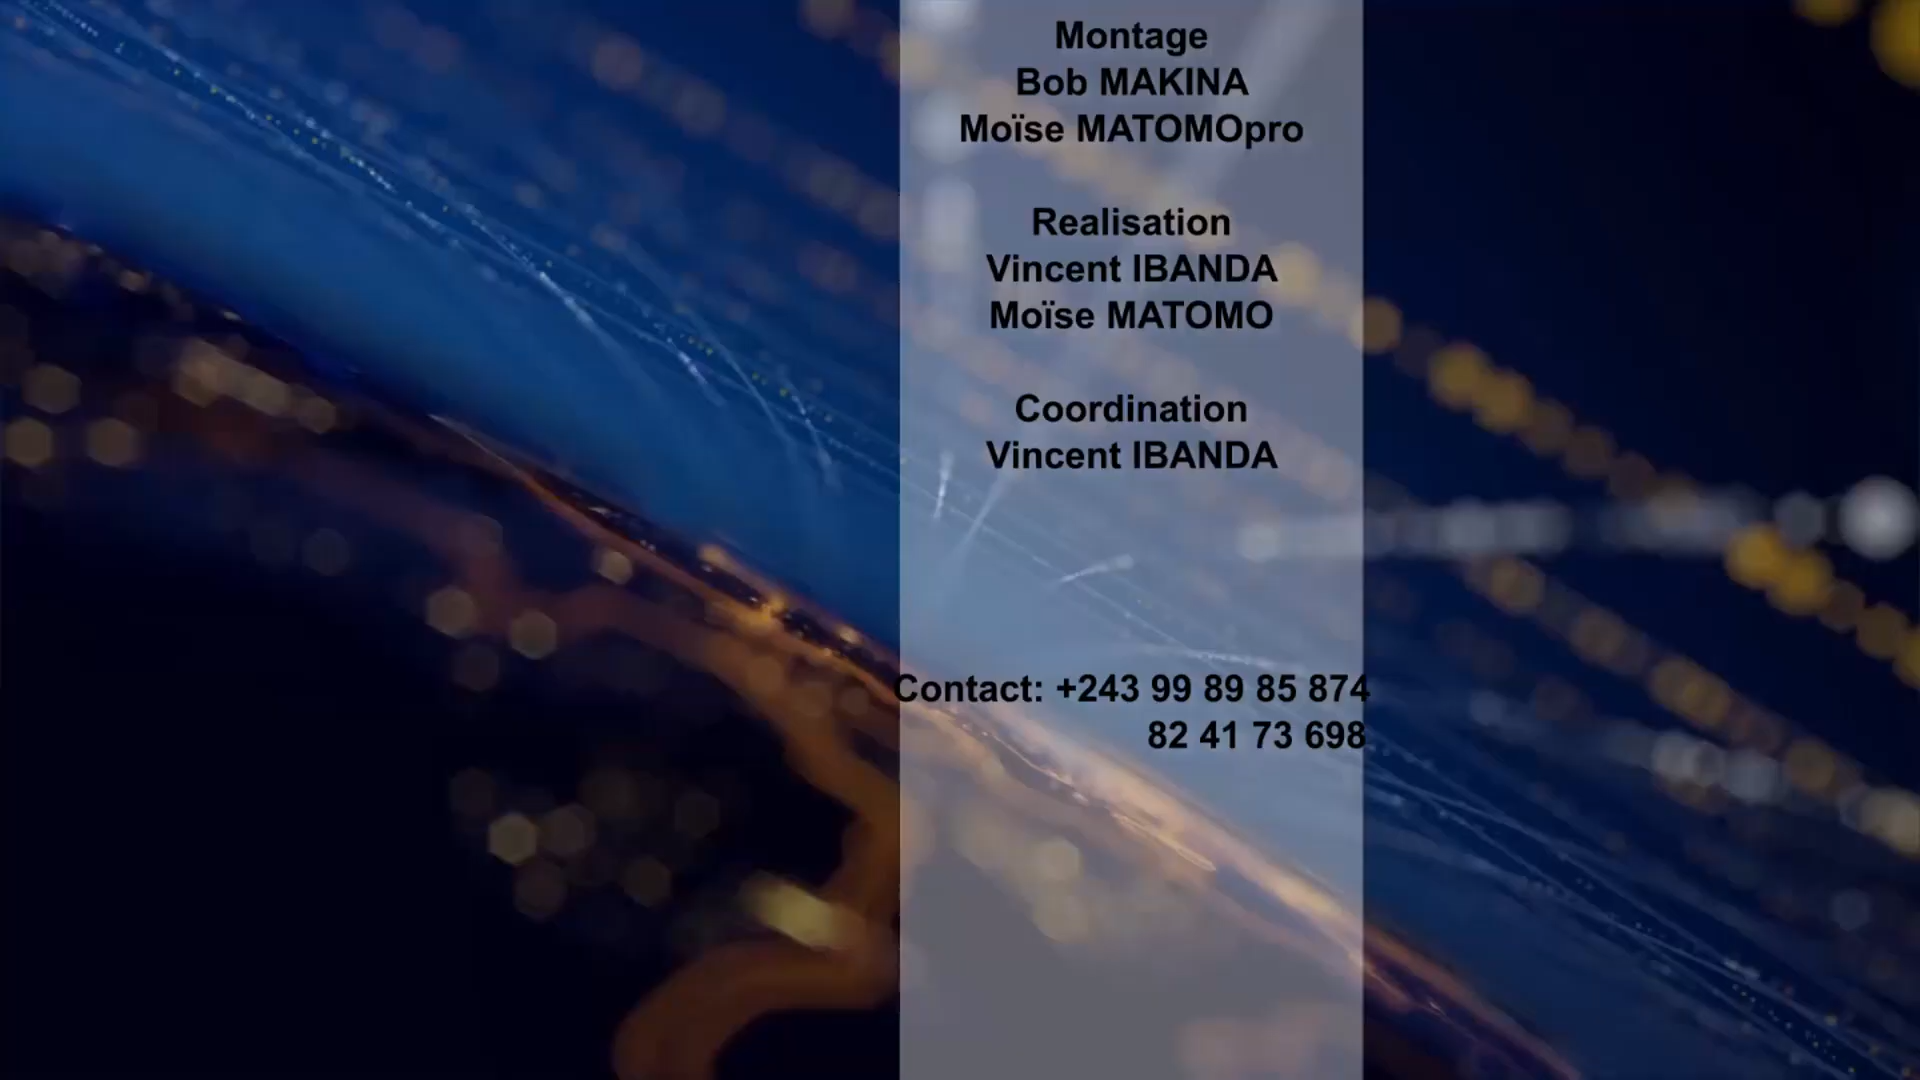 Montage
Bob MAKINA
Moïse MATOMOpro
Realisation
Vincent IBANDA
Moïse MATOMO
Coordination
Vincent IBANDA
Contact: +243 99 89 85 874
82 41 73 698